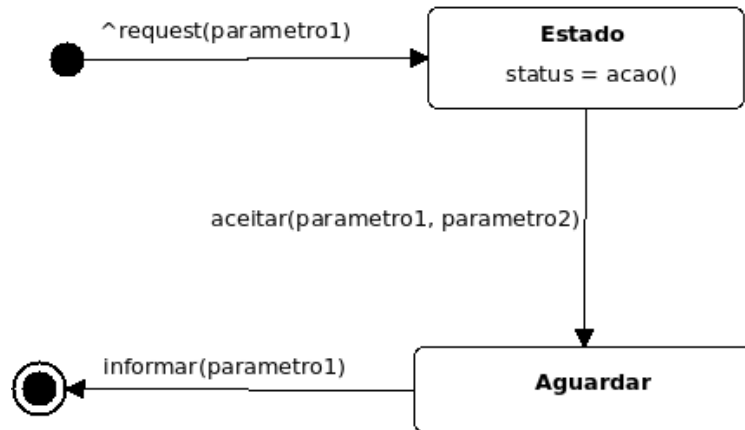 ^request(parametro1)
Estado
status = acao()
aceitar(parametro1, parametro2)
informar(parametro1)
Aguardar